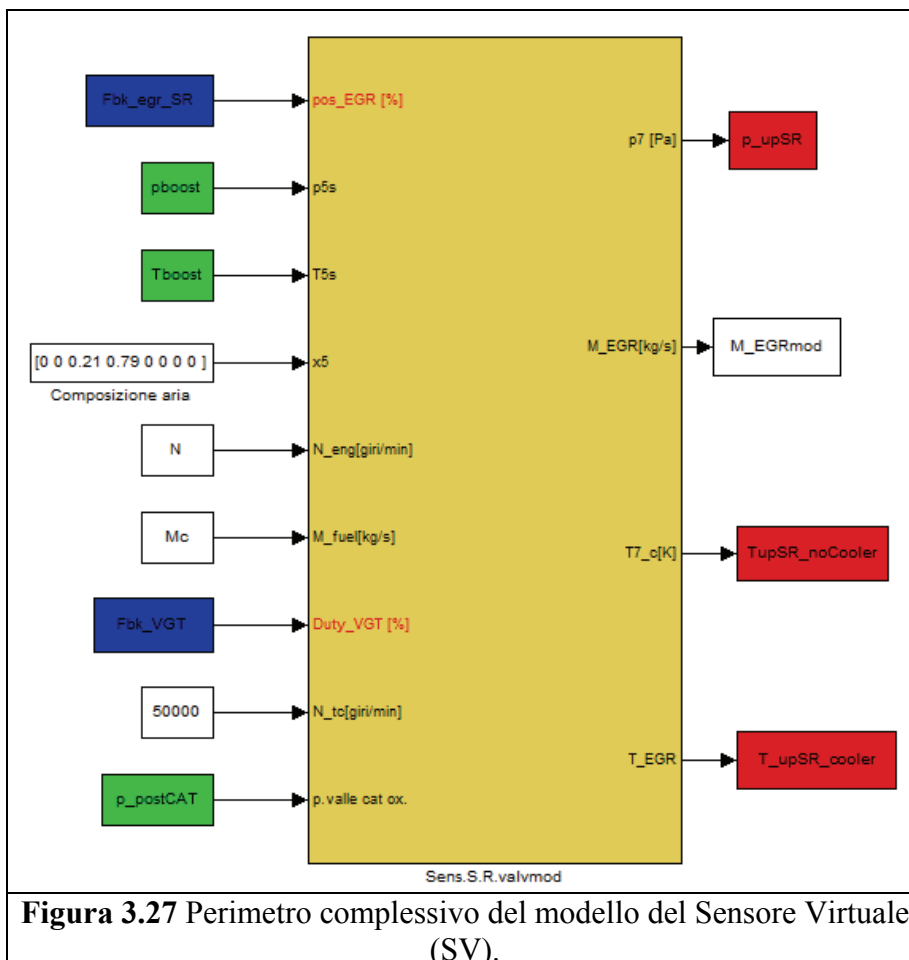 Fbk_egr_SR
pos_EGR [%]
p7 [Pa]
p_upSR
pboost
p5s
Tboost
T5s
M_EGR[kg/s]
M_EGRmod
[0 0 0.21 0.79 0 0 0 0 ]
x5
Composizione aria
N
N_eng[giri/min]
Mc
M_fuel[kg/s]
T7_c[K]
TupSR_noCooler
Fbk_VGT
Duty_VGT [%]
50000
N_tc[giri/min]
T_EGR
T_upSR_cooler
p_postCAT
p.valle cat ox.
Sens.S.R.valvmod
Figura 3.27 Perimetro complessivo del modello del Sensore Virtuale
(SV).